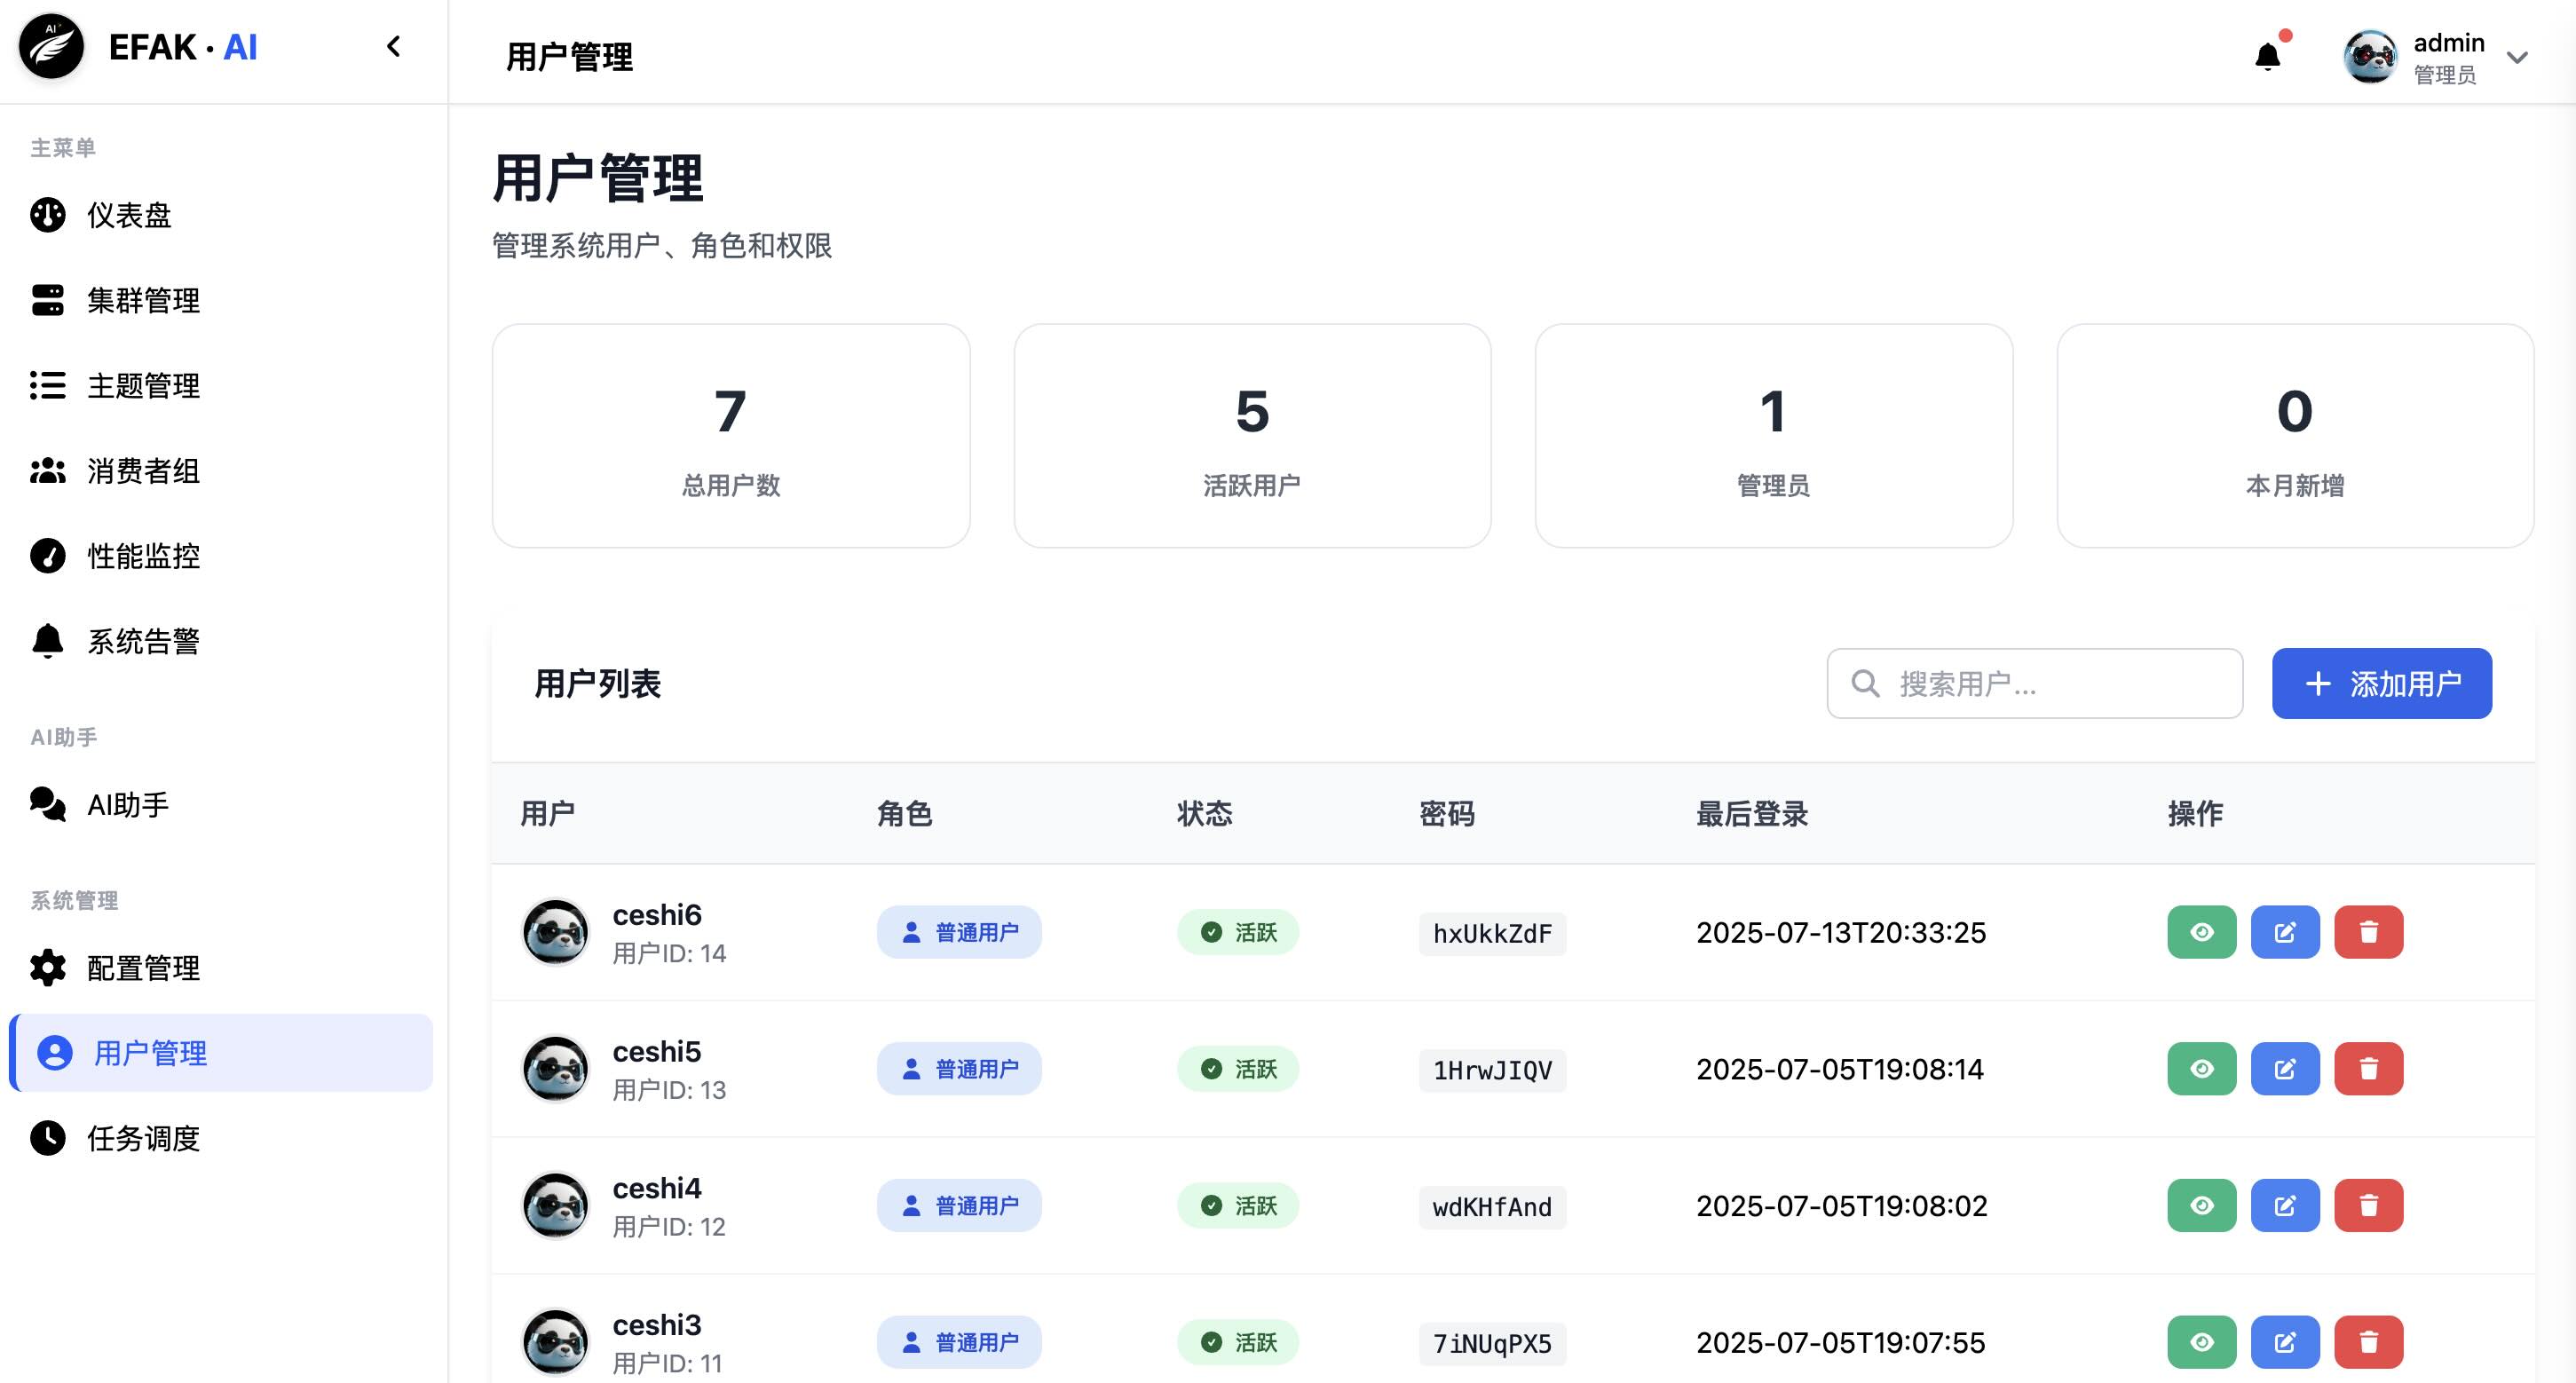 AI
EFAK · AI
用户管理
admin
管理员
主菜单
仪表盘
集群管理
主题管理
消费者组
性能监控
系统告警
AI助手
AI助手
系统管理
配置管理
用户管理
任务调度
用户管理
管理系统用户、角色和权限
7
总用户数
5
活跃用户
1
管理员
0
本月新增
用户列表
搜索用户...
添加用户
用户 角色 状态 密码 最后登录 操作
ceshi6
用户ID: 14
普通用户 活跃 hxUkkZdF 2025-07-13T20:33:25
ceshi5
用户ID: 13
普通用户 活跃 1HrwJIQV 2025-07-05T19:08:14
ceshi4
用户ID: 12
普通用户 活跃 wdKHfAnd 2025-07-05T19:08:02
ceshi3
用户ID: 11
普通用户 活跃 7iNUqPX5 2025-07-05T19:07:55